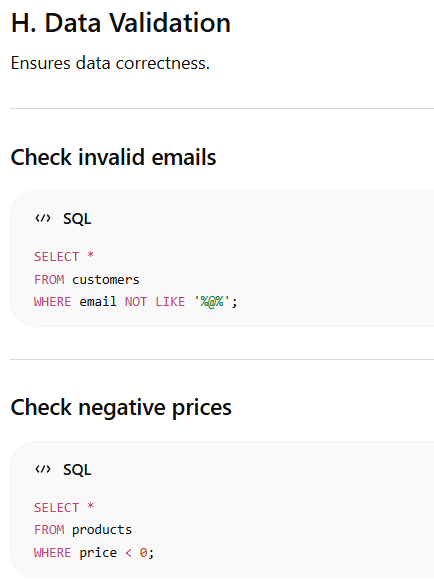 H. Data Validation
Ensures data correctness.
Check invalid emails
</> SQL
SELECT *
FROM customers
WHERE email NOT LIKE '%@%';
Check negative prices
</> SQL
SELECT *
FROM products
WHERE price < 0;